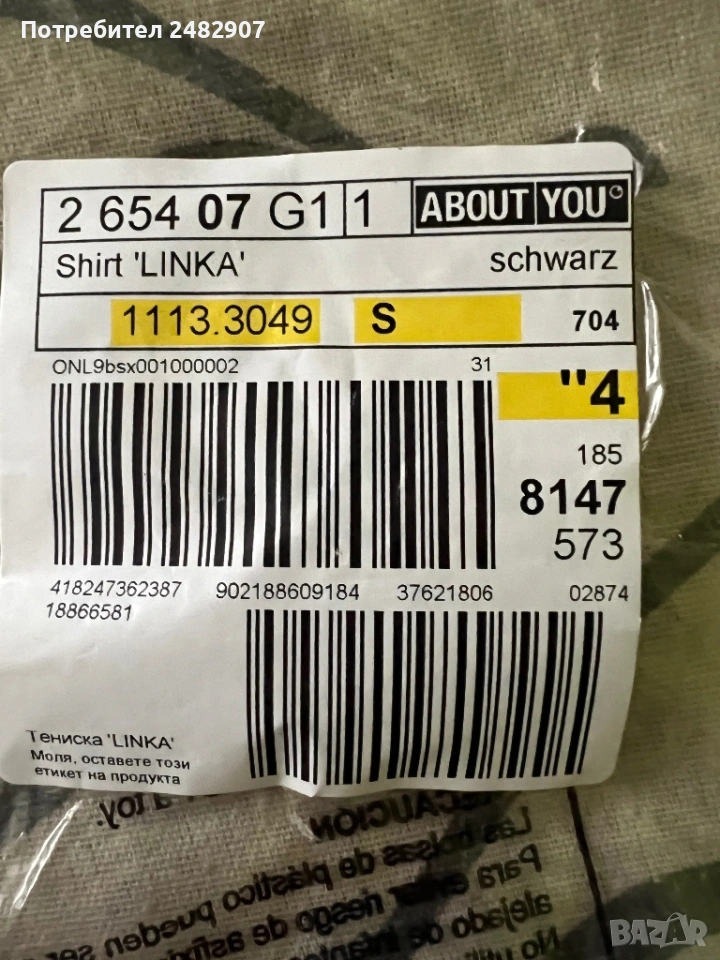 Потребител 2482907
2 654 07 G1 1 ABOUT YOU
Shirt 'LINKA' schwarz
1113.3049 S 704
ONL9bsx001000002 31
"4
185
8147
573
418247362387 902188609184 37621806 02874
18866581
Тениска 'LINKA'
Моля, оставете този
етикет на продукта
a toy.
Las bolsas de plástico pueden ser
Para evitar riesgo de asfixia
alejado de
BAZAR